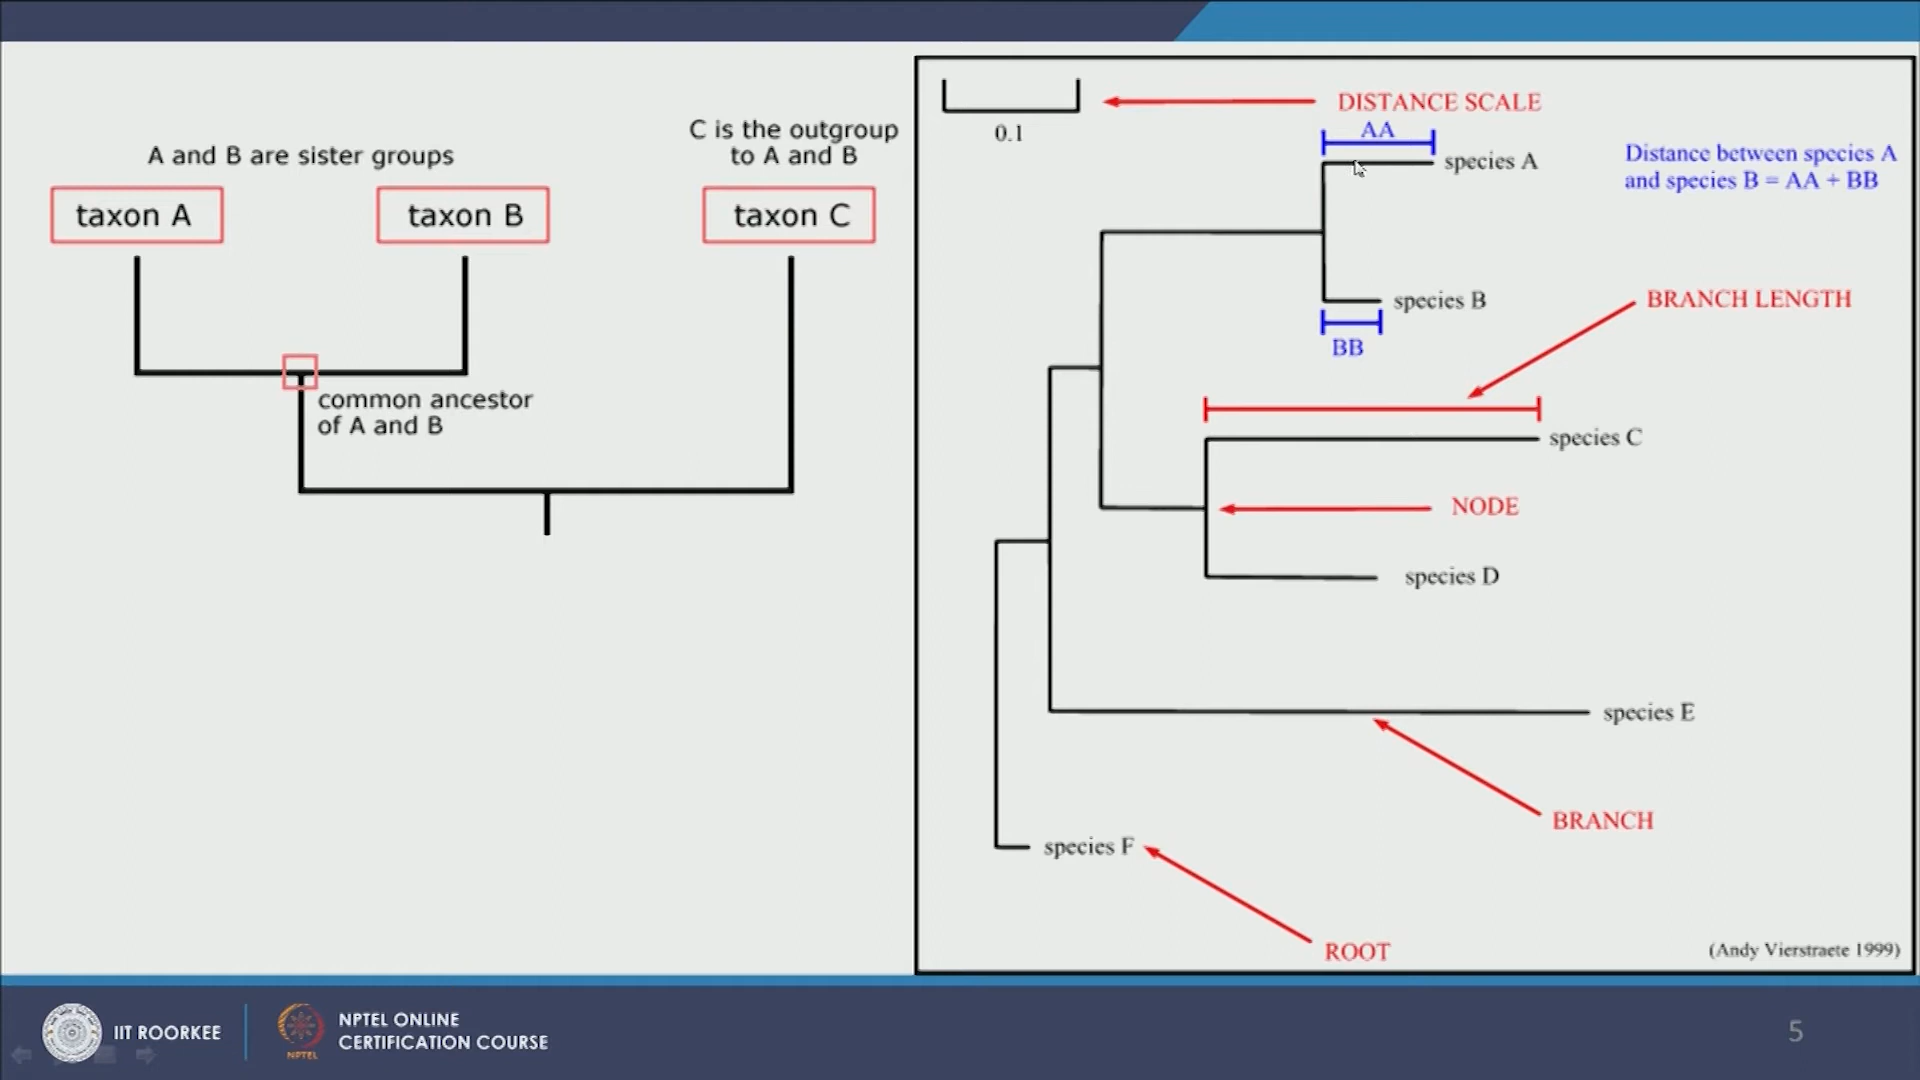 A and B are sister groups
C is the outgroup
to A and B
taxon A
taxon B
taxon C
common ancestor
of A and B
DISTANCE SCALE
0.1
AA
species A
Distance between species A
and species B = AA + BB
species B
BB
BRANCH LENGTH
species C
NODE
species D
species E
BRANCH
species F
ROOT
(Andy Vierstraete 1999)
IIT ROORKEE
NPTEL
NPTEL ONLINE
CERTIFICATION COURSE
5